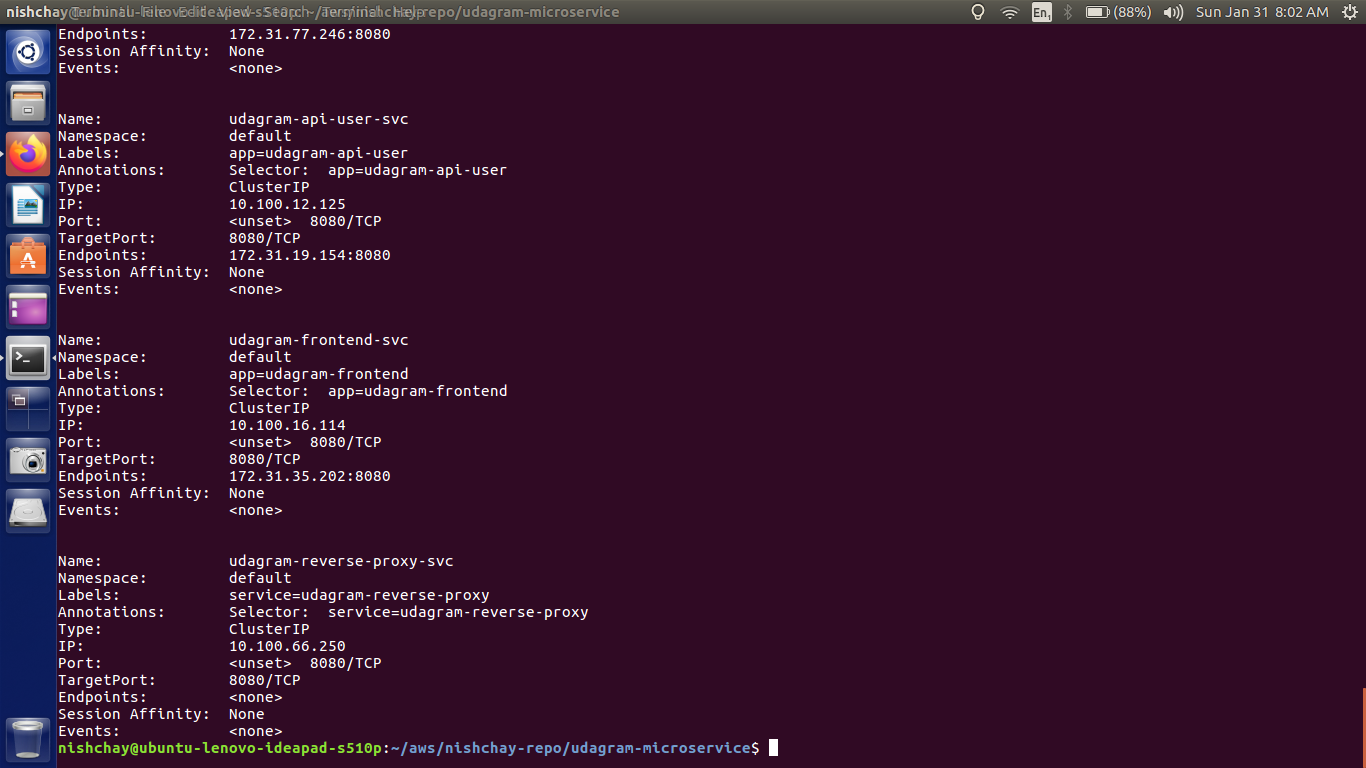 nishchay@ubuntu-lenovo-ideapad-s510p: ~/aws/nishchay-repo/udagram-microservice
En1 (88%) Sun Jan 31 8:02 AM
Endpoints: 172.31.77.246:8080
Session Affinity: None
Events: <none>
Name: udagram-api-user-svc
Namespace: default
Labels: app=udagram-api-user
Annotations: Selector: app=udagram-api-user
Type: ClusterIP
IP: 10.100.12.125
Port: <unset> 8080/TCP
TargetPort: 8080/TCP
Endpoints: 172.31.19.154:8080
Session Affinity: None
Events: <none>
Name: udagram-frontend-svc
Namespace: default
Labels: app=udagram-frontend
Annotations: Selector: app=udagram-frontend
Type: ClusterIP
IP: 10.100.16.114
Port: <unset> 8080/TCP
TargetPort: 8080/TCP
Endpoints: 172.31.35.202:8080
Session Affinity: None
Events: <none>
Name: udagram-reverse-proxy-svc
Namespace: default
Labels: service=udagram-reverse-proxy
Annotations: Selector: service=udagram-reverse-proxy
Type: ClusterIP
IP: 10.100.66.250
Port: <unset> 8080/TCP
TargetPort: 8080/TCP
Endpoints: <none>
Session Affinity: None
Events: <none>
nishchay@ubuntu-lenovo-ideapad-s510p:~/aws/nishchay-repo/udagram-microservice$